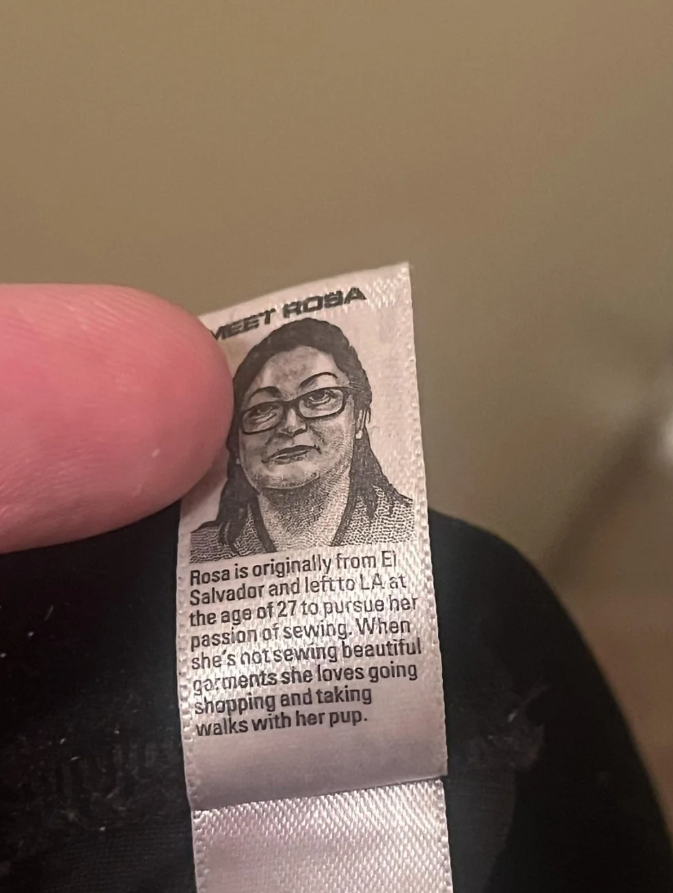 MEET ROSA
Rosa is originally from El
Salvador and left to LA at
the age of 27 to pursue her
passion of sewing. When
she's not sewing beautiful
garments she loves going
shopping and taking
walks with her pup.